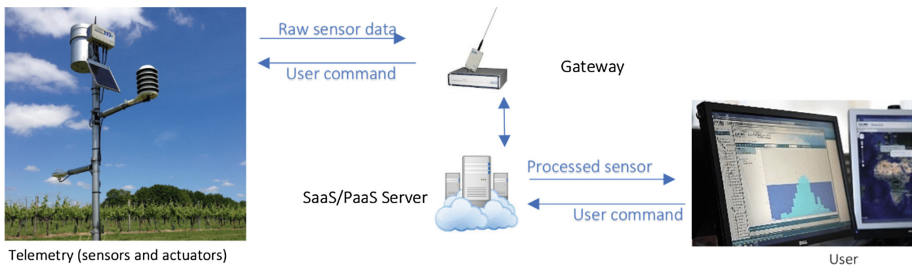 Raw sensor data
User command
Gateway
SaaS/PaaS Server
Processed sensor
User command
Telemetry (sensors and actuators)
User